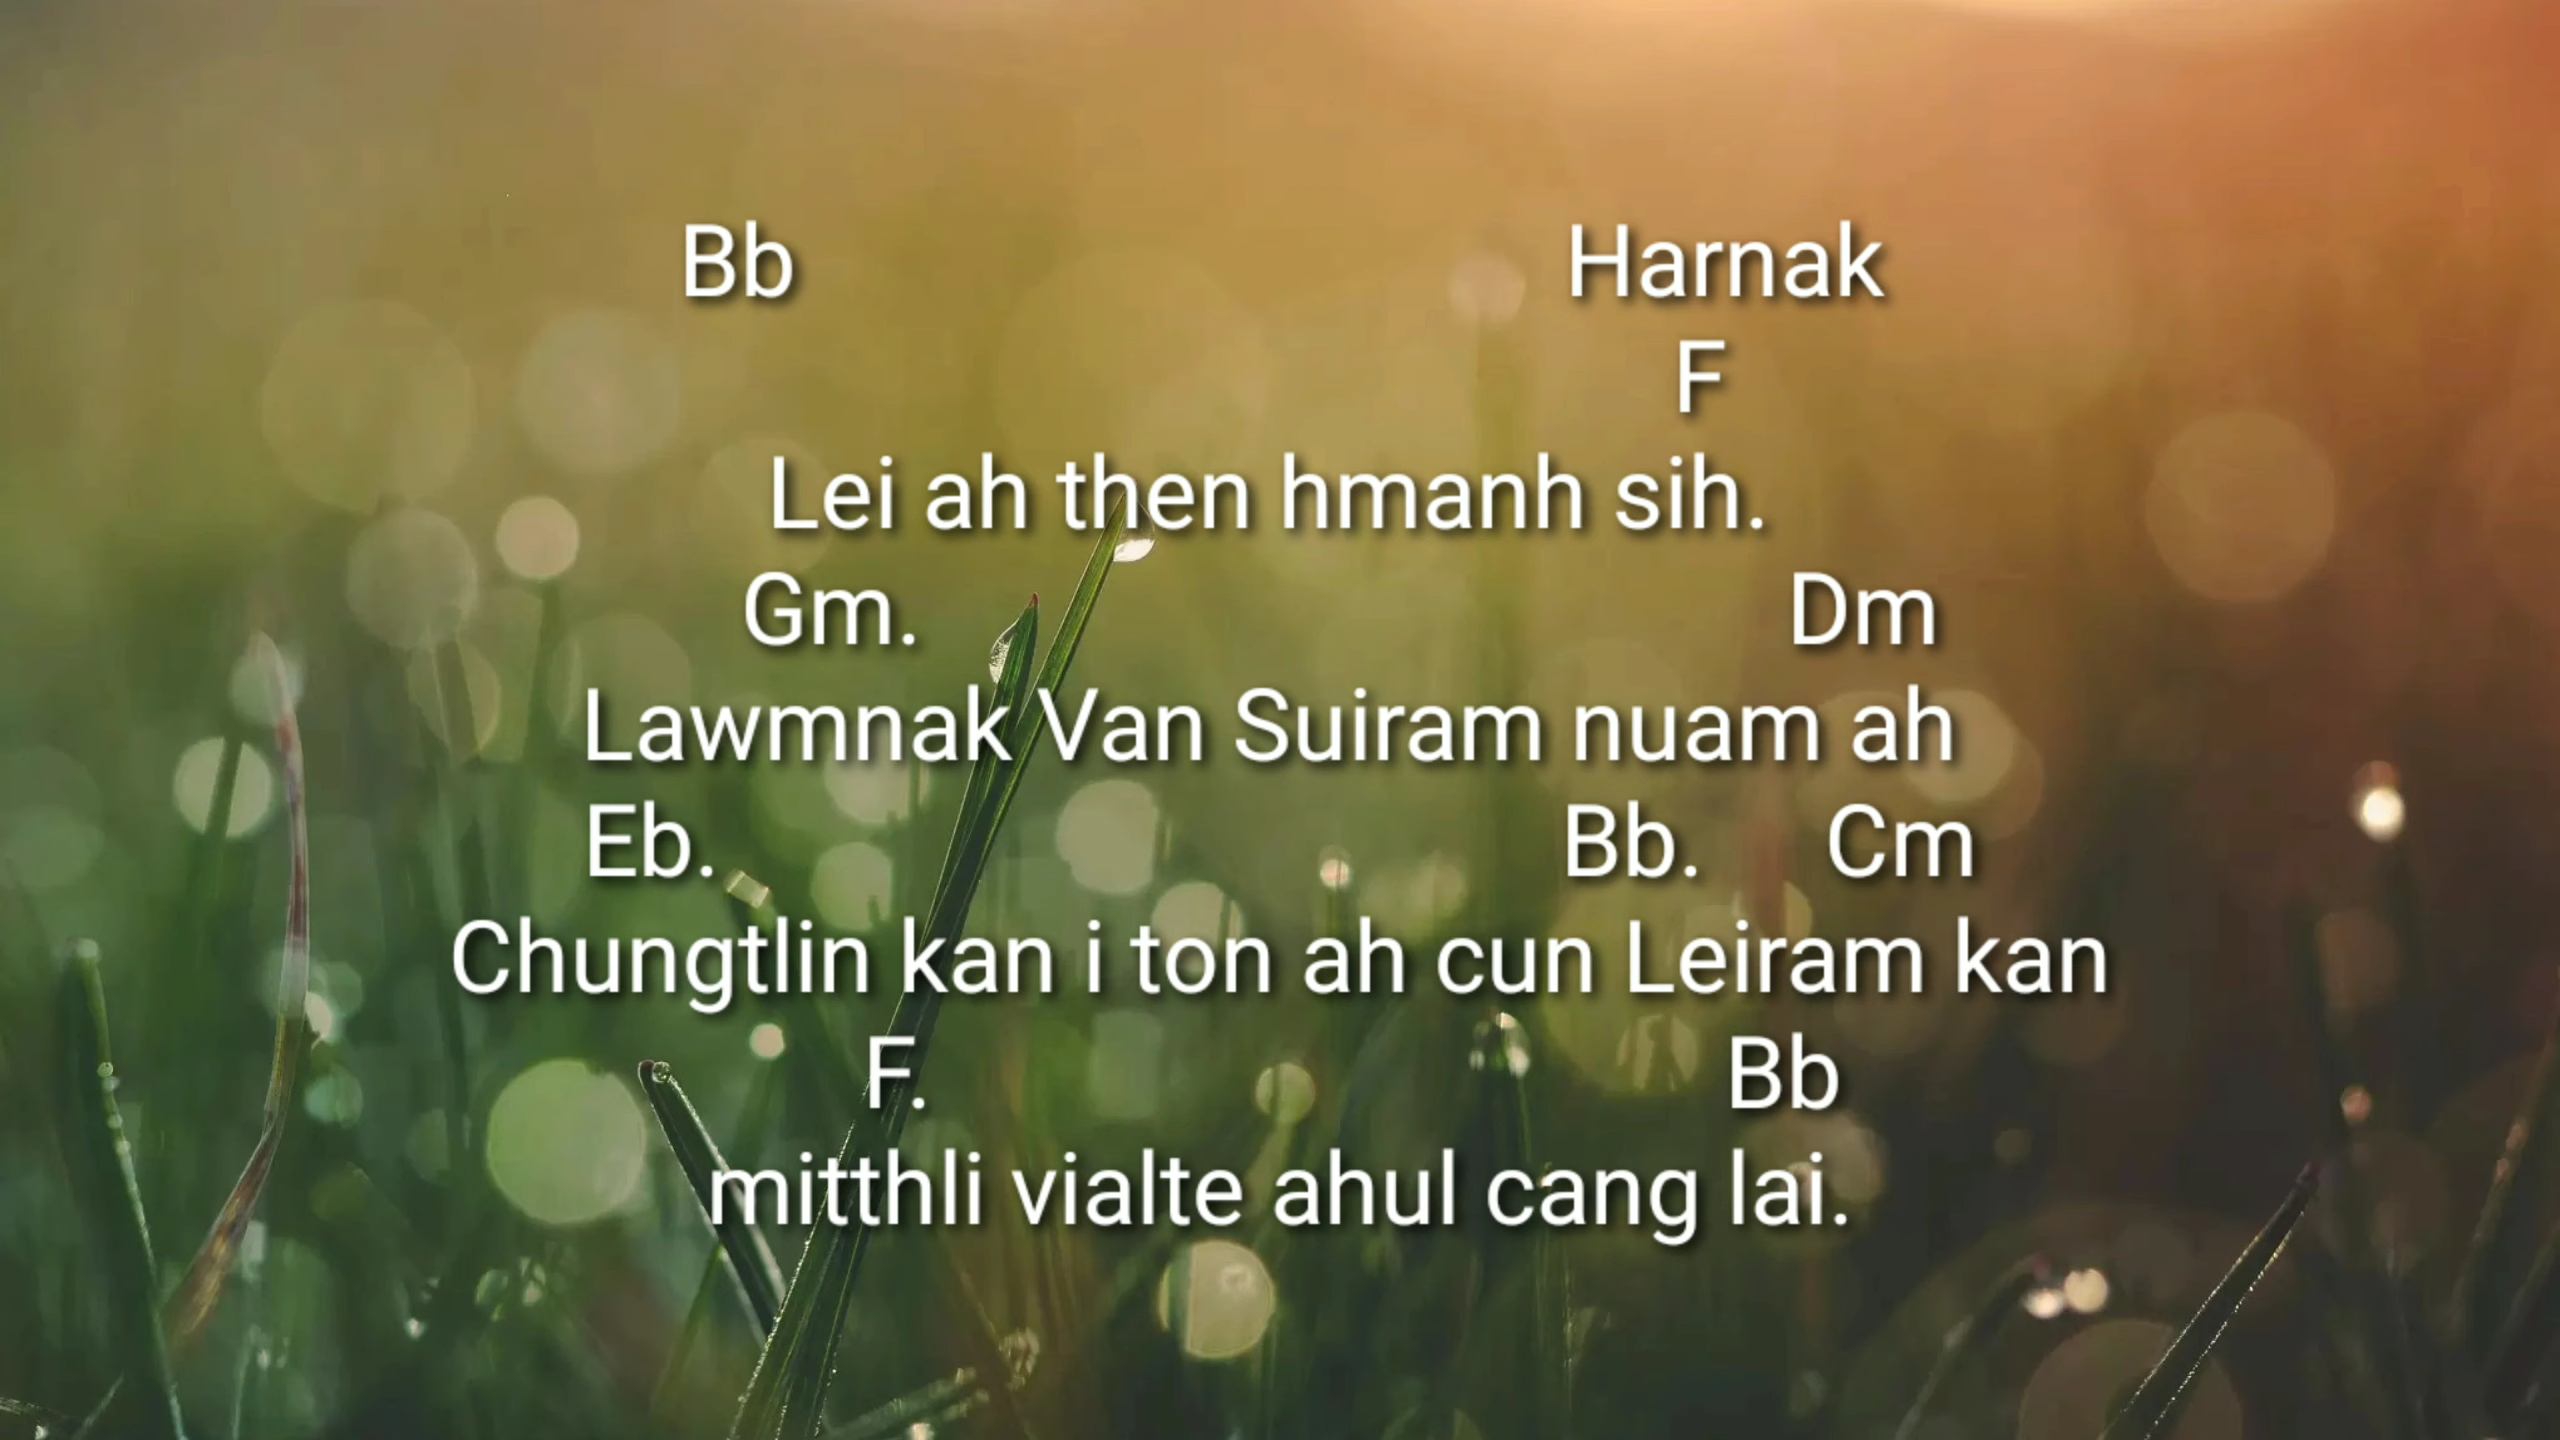 Bb Harnak
F
Lei ah then hmanh sih.
Gm. Dm
Lawmnak Van Suiram nuam ah
Eb. Bb. Cm
Chungtlin kan i ton ah cun Leiram kan
F. Bb
mitthli vialte ahul cang lai.